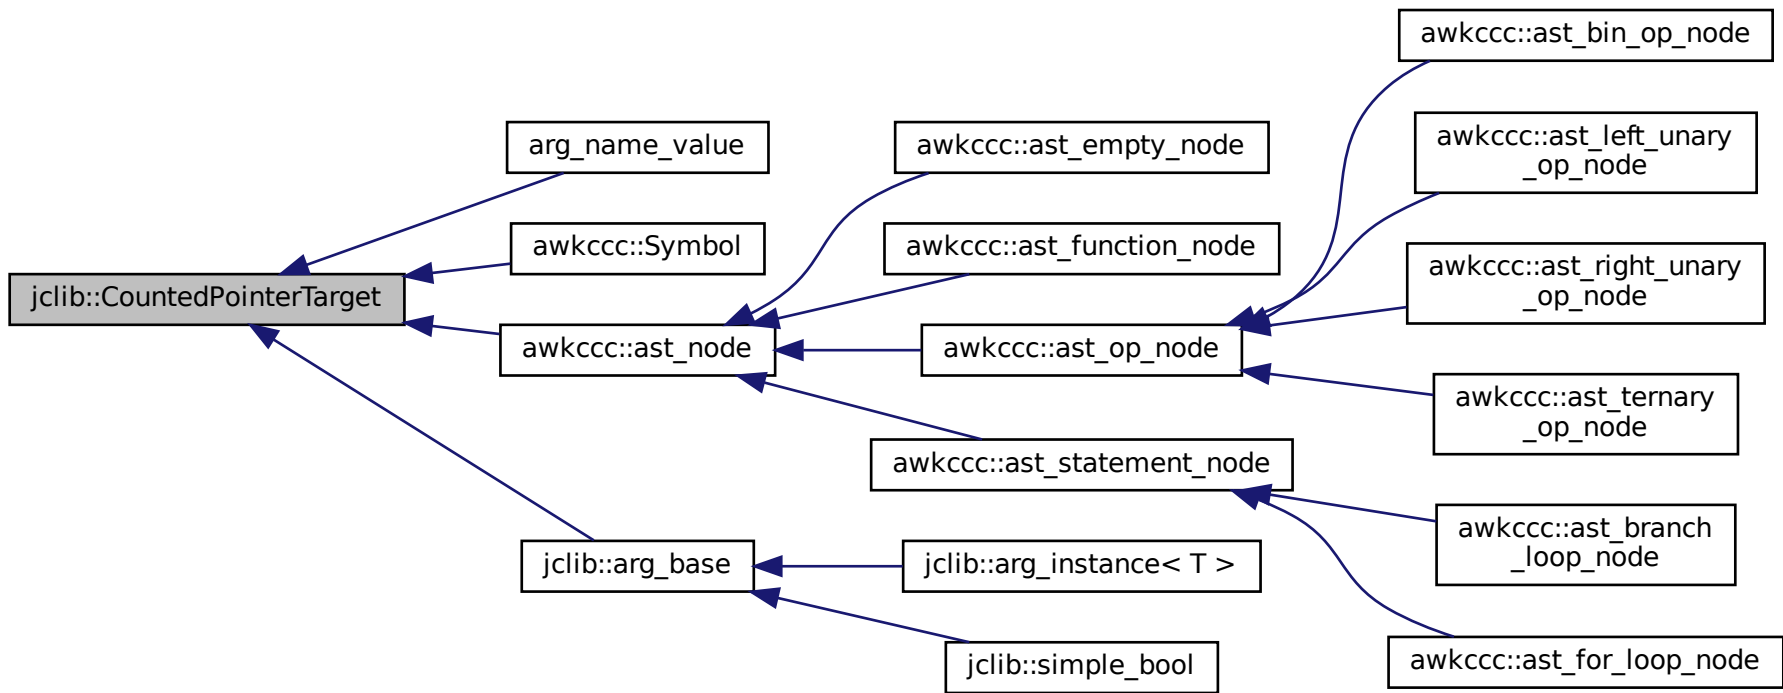 jclib::CountedPointerTarget
arg_name_value
awkccc::Symbol
awkccc::ast_node
jclib::arg_base
awkccc::ast_empty_node
awkccc::ast_function_node
awkccc::ast_op_node
awkccc::ast_statement_node
jclib::arg_instance< T >
jclib::simple_bool
awkccc::ast_bin_op_node
awkccc::ast_left_unary
_op_node
awkccc::ast_right_unary
_op_node
awkccc::ast_ternary
_op_node
awkccc::ast_branch
_loop_node
awkccc::ast_for_loop_node